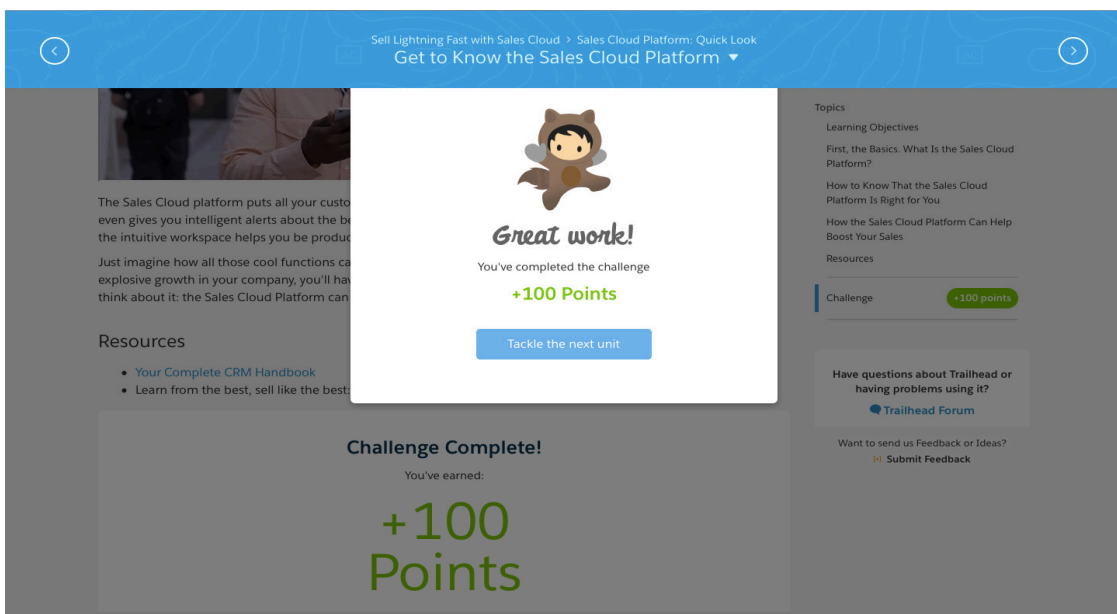 Sell Lightning Fast with Sales Cloud > Sales Cloud Platform: Quick Look
Get to Know the Sales Cloud Platform
The Sales Cloud platform puts all your custo
even gives you intelligent alerts about the be
the intuitive workspace helps you be produc
Just imagine how all those cool functions ca
explosive growth in your company, you'll hav
think about it: the Sales Cloud Platform can
Resources
• Your Complete CRM Handbook
• Learn from the best, sell like the best:
Great work!
You've completed the challenge
+100 Points
Tackle the next unit
Challenge Complete!
You've earned:
+100
Points
Topics
Learning Objectives
First, the Basics. What Is the Sales Cloud
Platform?
How to Know That the Sales Cloud
Platform Is Right for You
How the Sales Cloud Platform Can Help
Boost Your Sales
Resources
Challenge +100 points
Have questions about Trailhead or
having problems using it?
Trailhead Forum
Want to send us Feedback or Ideas?
Submit Feedback